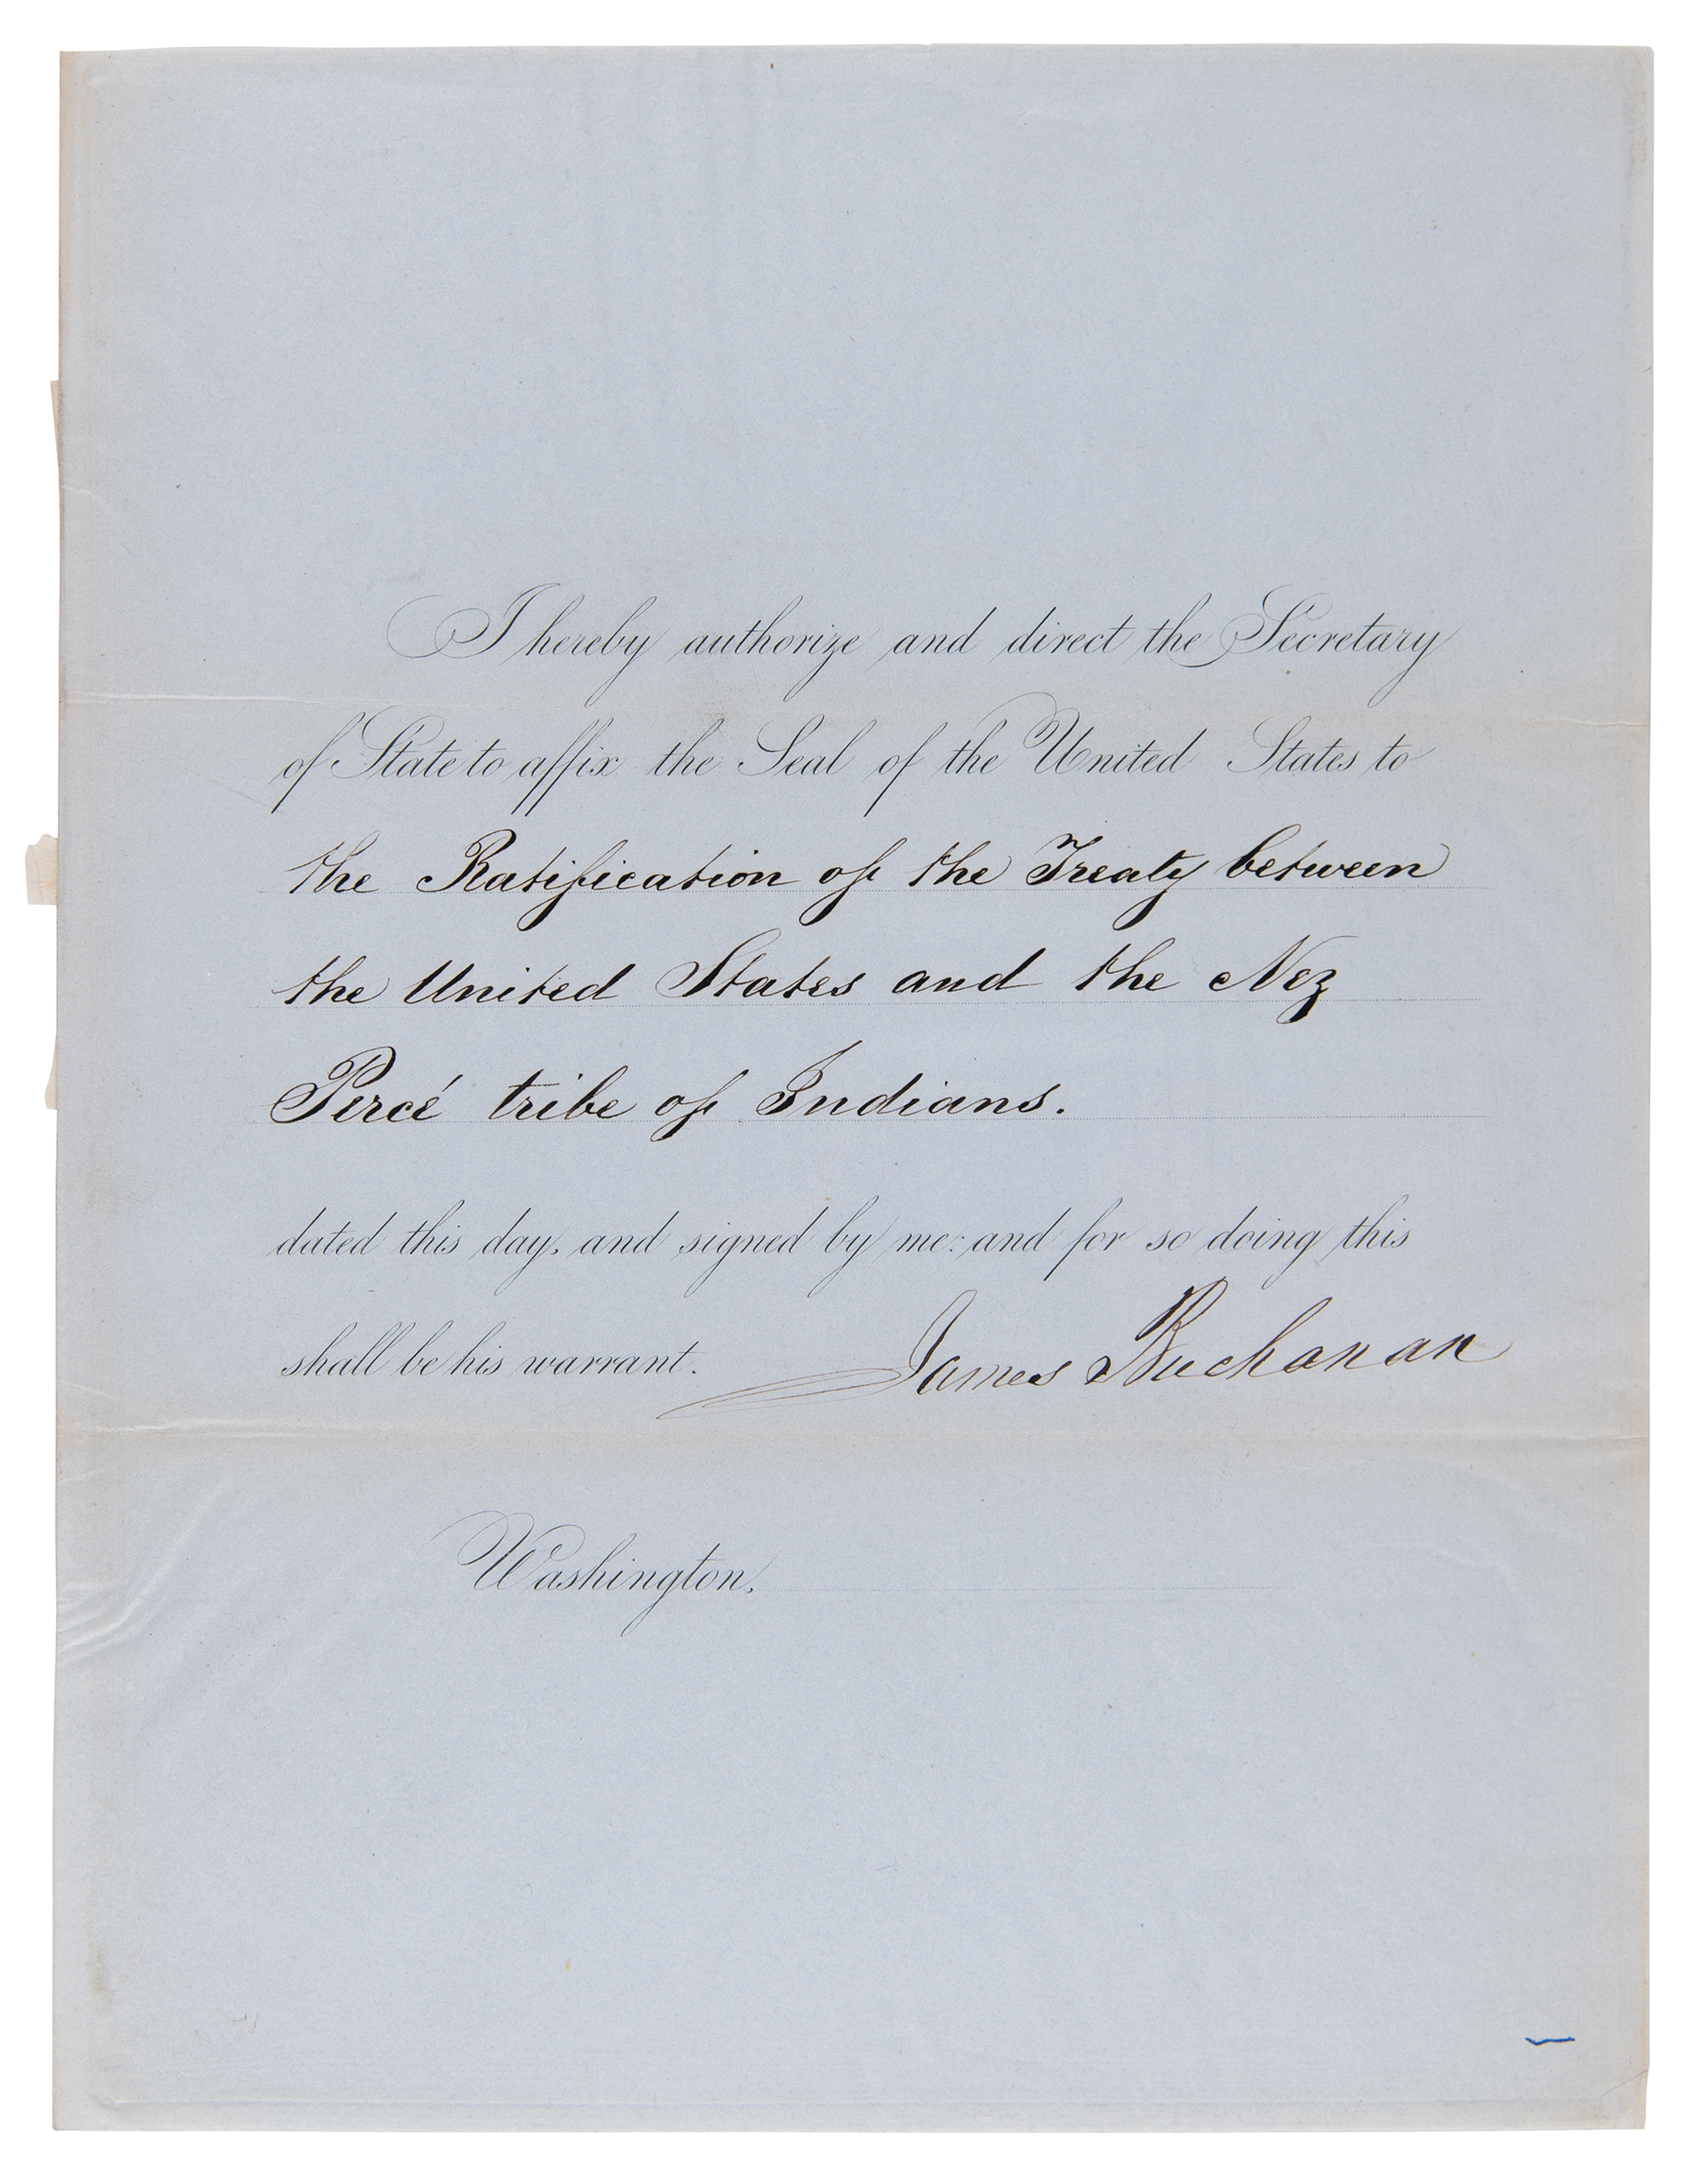 I hereby authorize and direct the Secretary
of State to affix the Seal of the United States to
the Ratification of the Treaty between
the United States and the Nez
Percé tribe of Indians.
dated this day, and signed by me: and for so doing this
shall be his warrant. James Buchanan
Washington,